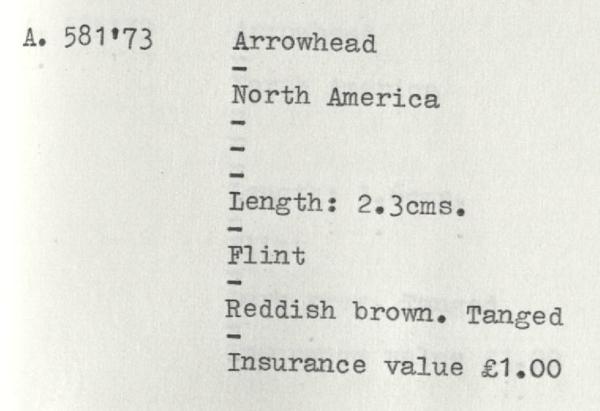 A. 581'73 Arrowhead
-
North America
-
-
-
Length: 2.3cms.
-
Flint
-
Reddish brown. Tanged
-
Insurance value £1.00